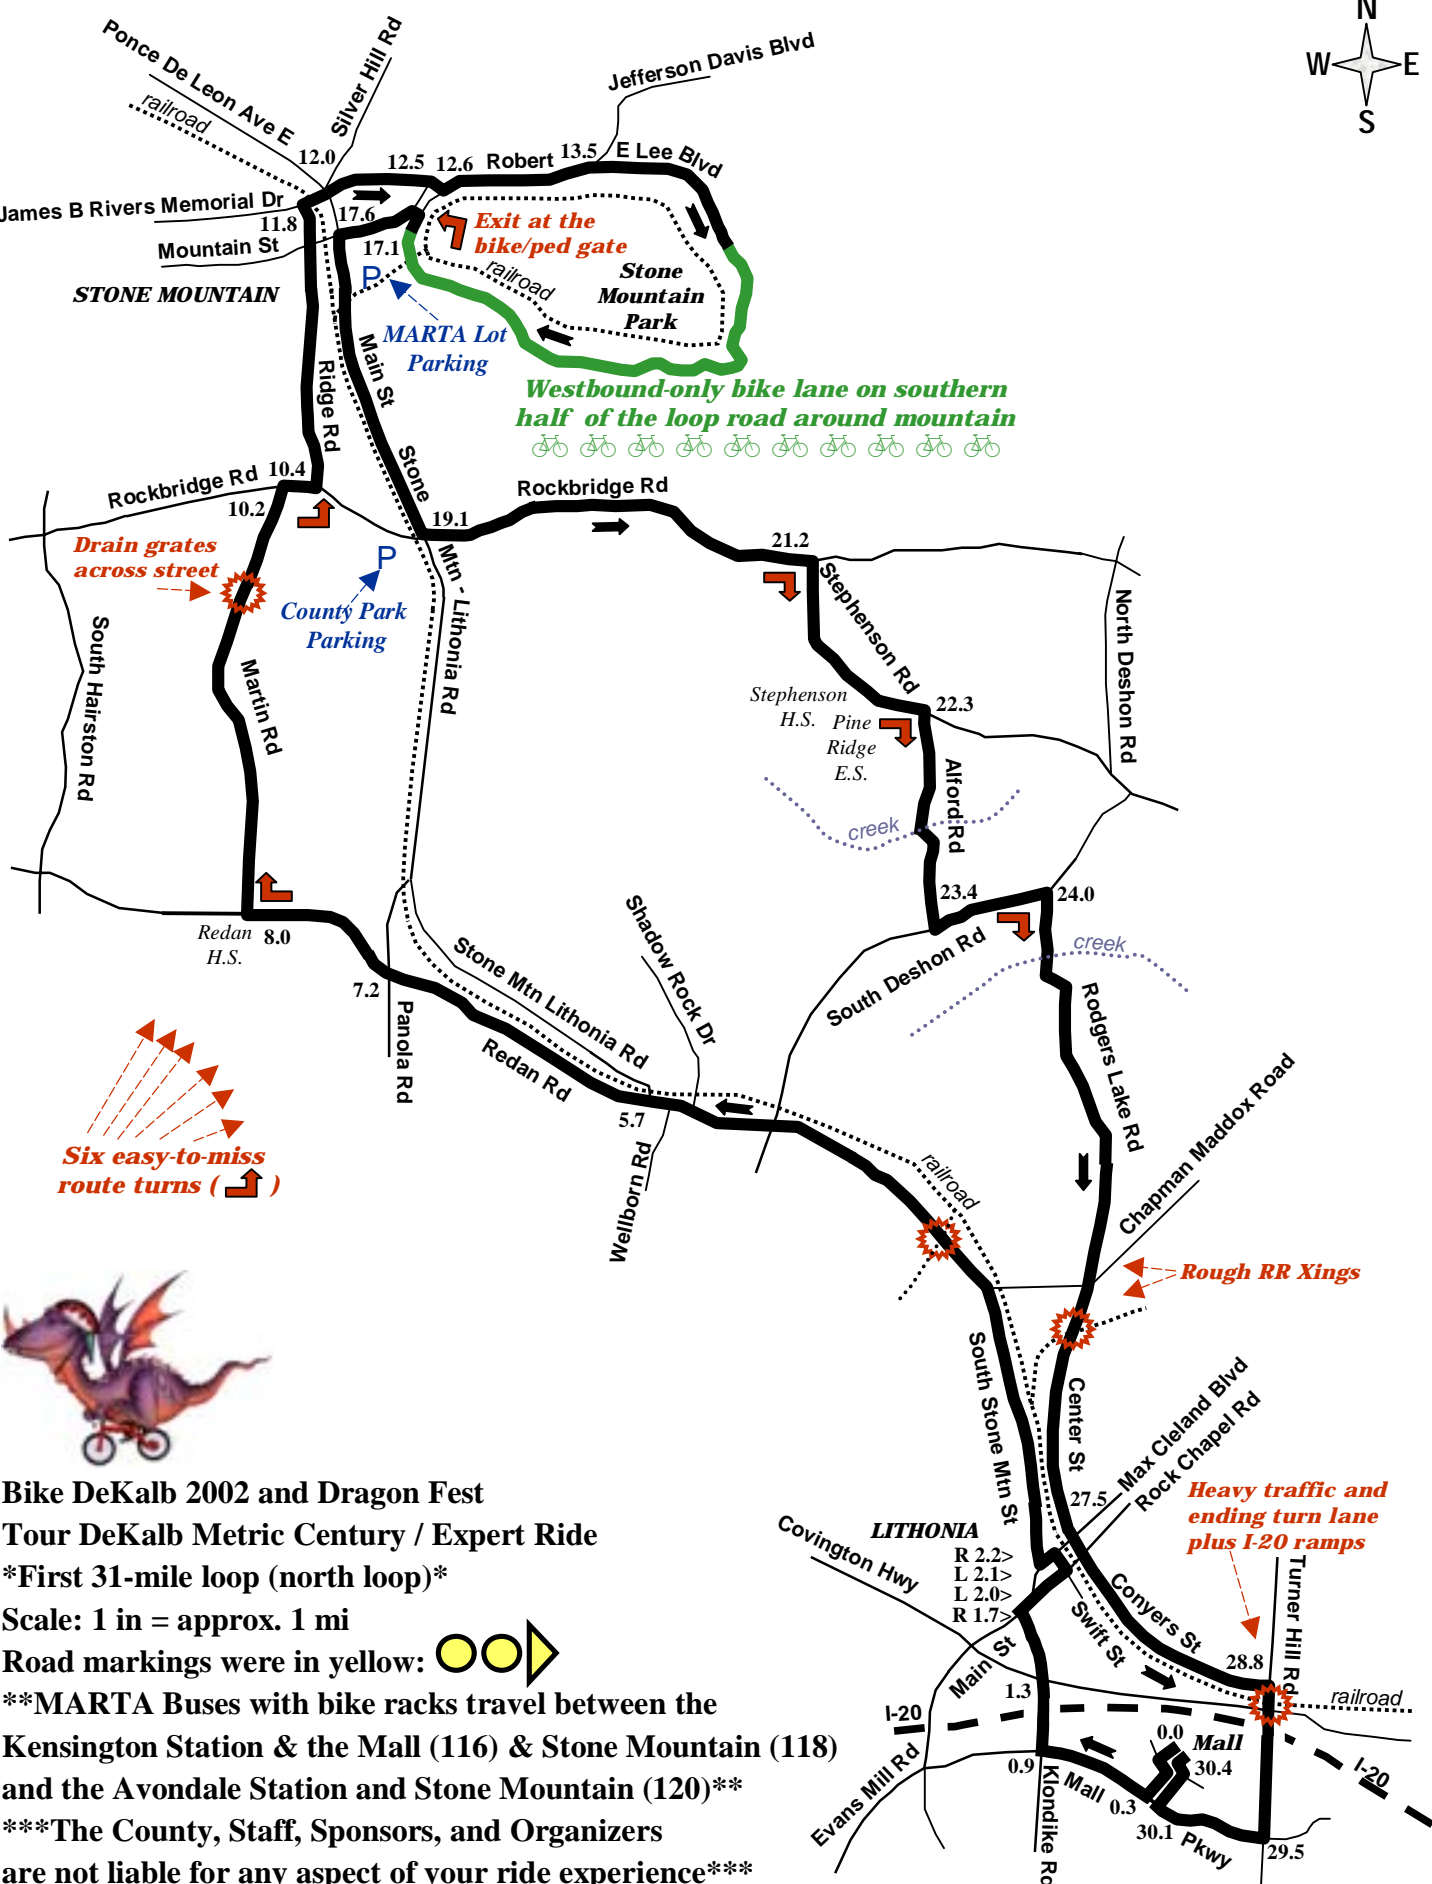 N
W
E
S
Ponce De Leon Ave E
Silver Hill Rd
Jefferson Davis Blvd
railroad
12.0
12.5
12.6
Robert
13.5
E Lee Blvd
James B Rivers Memorial Dr
11.8
17.6
Mountain St
17.1
Exit at the
bike/ped gate
P
railroad
Stone
Mountain
Park
STONE MOUNTAIN
MARTA Lot
Parking
Ridge Rd
Main St
Westbound-only bike lane on southern
half of the loop road around mountain
Stone
Mtn - Lithonia Rd
Rockbridge Rd
10.4
10.2
Rockbridge Rd
19.1
21.2
Drain grates
across street
P
County Park
Parking
Stephenson Rd
North Deshon Rd
South Hairston Rd
Martin Rd
Stephenson
H.S.
Pine
Ridge
E.S.
22.3
Alford Rd
creek
23.4
24.0
Redan
H.S.
8.0
Shadow Rock Dr
South Deshon Rd
creek
7.2
Panola Rd
Stone Mtn Lithonia Rd
Redan Rd
Rodgers Lake Rd
5.7
Wellborn Rd
Six easy-to-miss
route turns ( )
railroad
Chapman Maddox Road
Rough RR Xings
South Stone Mtn St
Center St
Max Cleland Blvd
Rock Chapel Rd
27.5
Heavy traffic and
ending turn lane
plus I-20 ramps
LITHONIA
R 2.2>
L 2.1>
L 2.0>
R 1.7>
Covington Hwy
Swift St
Conyers St
Turner Hill Rd
28.8
Main St
1.3
railroad
I-20
0.0
Mall
30.4
I-20
Evans Mill Rd
0.9
Klondike Rd
Mall
0.3
30.1
Pkwy
29.5
Bike DeKalb 2002 and Dragon Fest
Tour DeKalb Metric Century / Expert Ride
*First 31-mile loop (north loop)*
Scale: 1 in = approx. 1 mi
Road markings were in yellow:
**MARTA Buses with bike racks travel between the
Kensington Station & the Mall (116) & Stone Mountain (118)
and the Avondale Station and Stone Mountain (120)**
***The County, Staff, Sponsors, and Organizers
are not liable for any aspect of your ride experience***